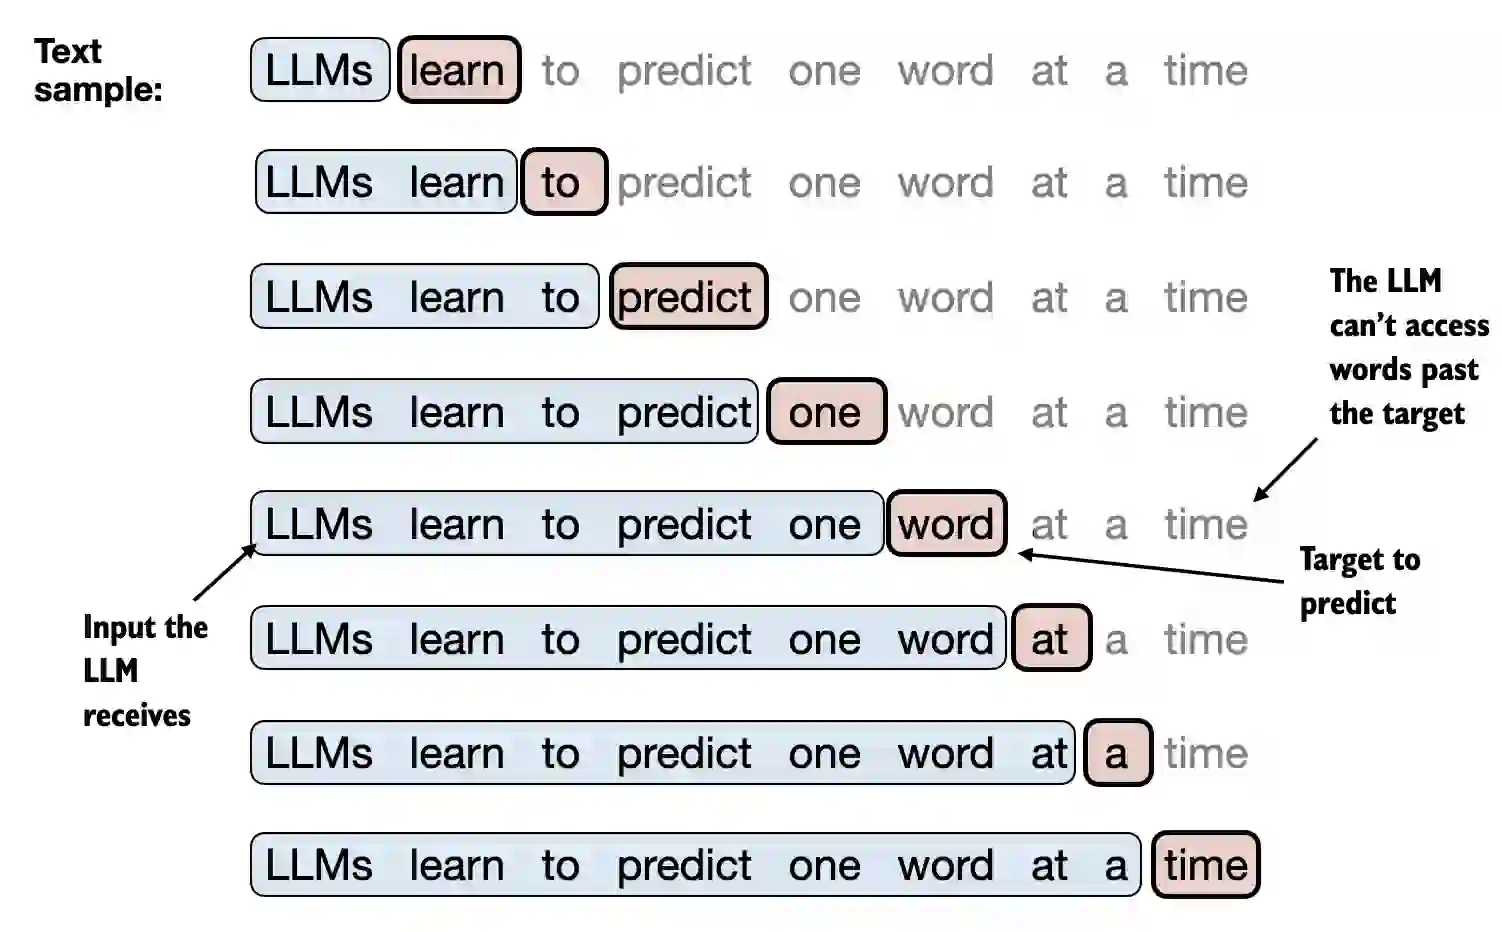 Text
sample:
LLMs learn to predict one word at a time
LLMs learn to predict one word at a time
LLMs learn to predict one word at a time
The LLM
can't access
words past
the target
LLMs learn to predict one word at a time
LLMs learn to predict one word at a time
Target to
predict
Input the
LLM
receives
LLMs learn to predict one word at a time
LLMs learn to predict one word at a time
LLMs learn to predict one word at a time